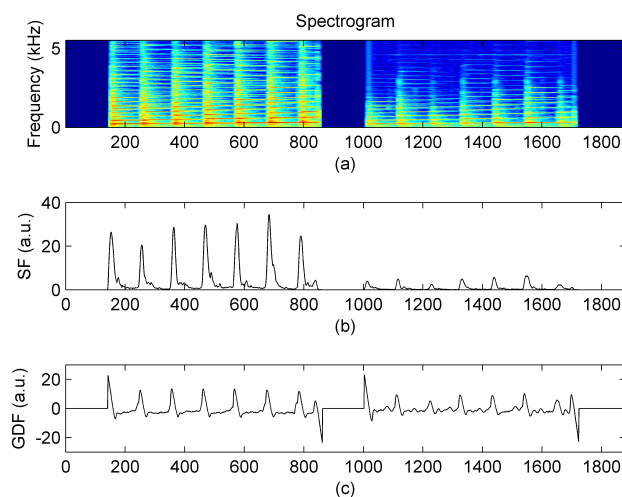 Spectrogram
Frequency (kHz)
5
0
200 400 600 800 1000 1200 1400 1600 1800
(a)
SF (a.u.)
40
20
0
0 200 400 600 800 1000 1200 1400 1600 1800
(b)
GDF (a.u.)
20
0
-20
0 200 400 600 800 1000 1200 1400 1600 1800
(c)